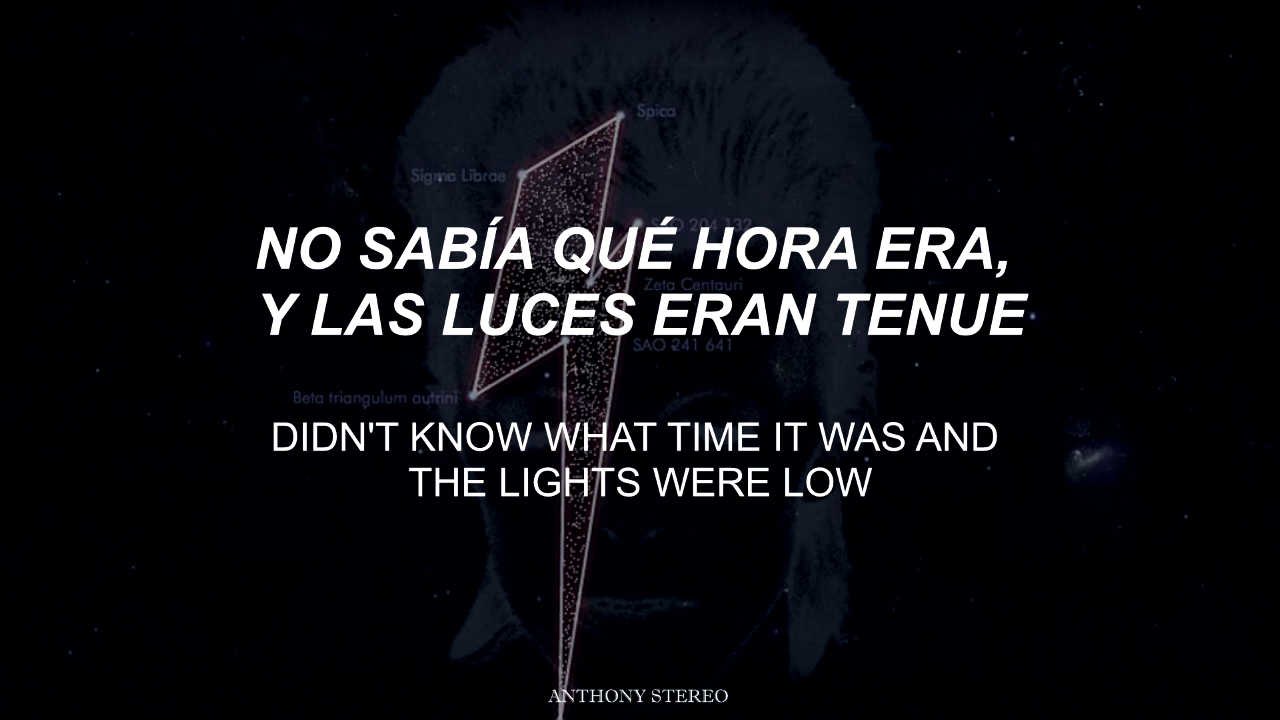 Spica
Sigma Librae
SAO 204 132
NO SABÍA QUÉ HORA ERA,
Zeta Centauri
Y LAS LUCES ERAN TENUE
SAO 241 641
Beta triangulum autrini
DIDN'T KNOW WHAT TIME IT WAS AND
THE LIGHTS WERE LOW
ANTHONY STEREO